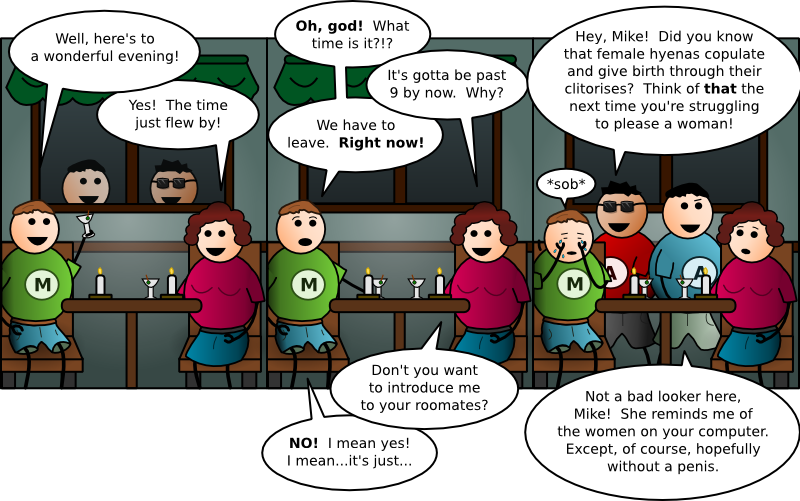 Well, here's to
a wonderful evening!
Yes!  The time
just flew by!
M
Oh, god!  What
time is it?!?
It's gotta be past
9 by now.  Why?
We have to
leave.  Right now!
M
Don't you want
to introduce me
to your roomates?
NO!  I mean yes!
I mean...it's just...
Hey, Mike!  Did you know
that female hyenas copulate
and give birth through their
clitorises?  Think of that the
next time you're struggling
to please a woman!
*sob*
M
A
A
Not a bad looker here,
Mike!  She reminds me of
the women on your computer.
Except, of course, hopefully
without a penis.